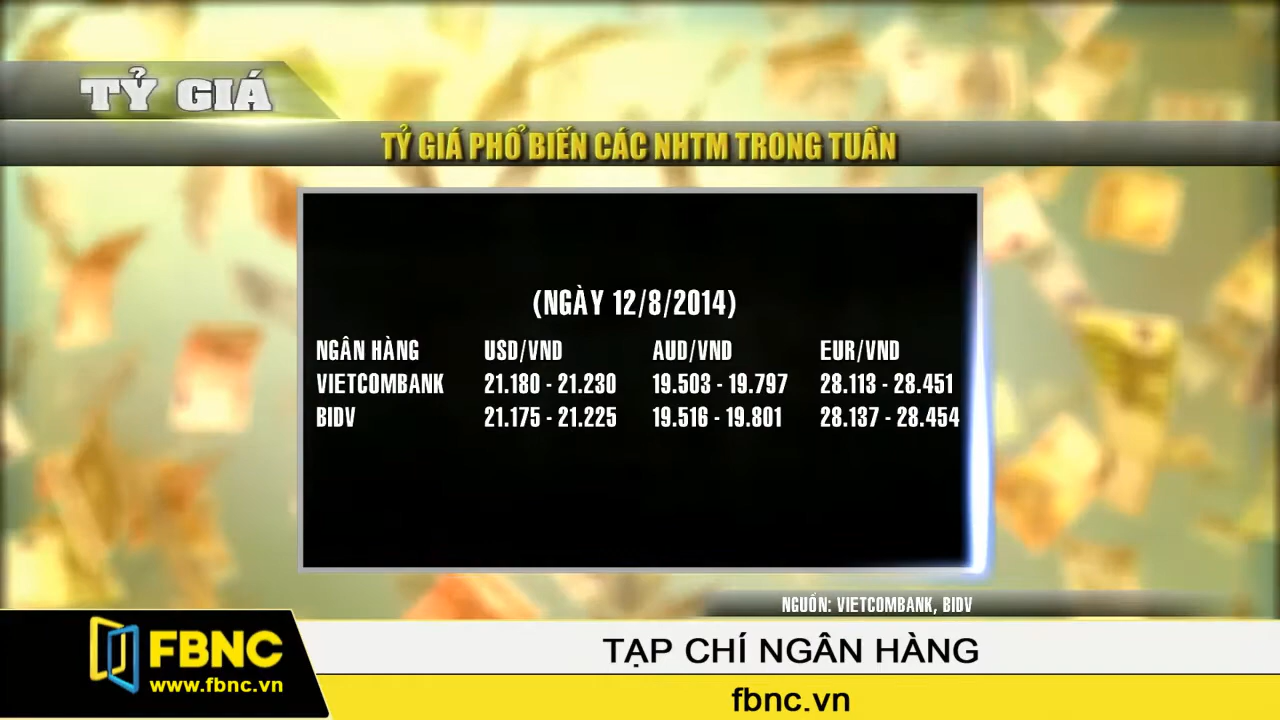 TỶ GIÁ
TỶ GIÁ PHỔ BIẾN CÁC NHTM TRONG TUẦN
(NGÀY 12/8/2014)
NGÂN HÀNG USD/VND AUD/VND EUR/VND
VIETCOMBANK 21.180 - 21.230 19.503 - 19.797 28.113 - 28.451
BIDV 21.175 - 21.225 19.516 - 19.801 28.137 - 28.454
NGUỒN: VIETCOMBANK, BIDV
FBNC
www.fbnc.vn
TẠP CHÍ NGÂN HÀNG
fbnc.vn